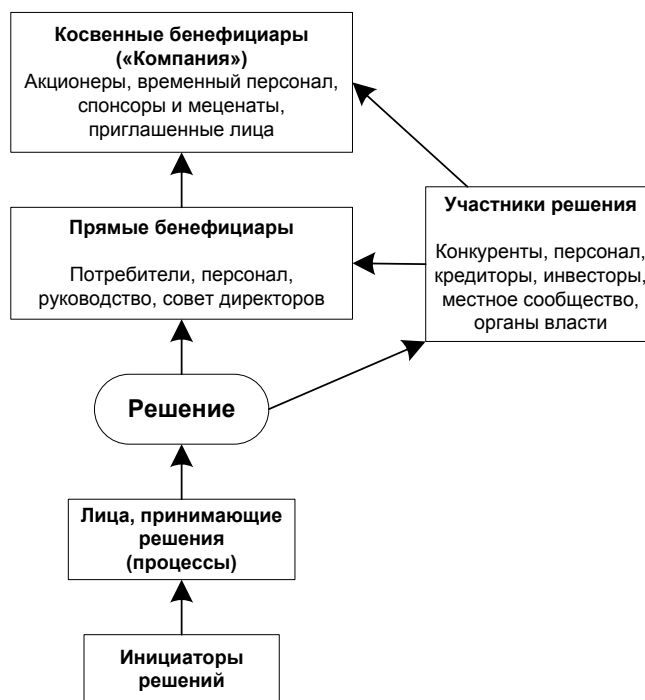 Косвенные бенефициары
(«Компания»)
Акционеры, временный персонал,
спонсоры и меценаты,
приглашенные лица
Прямые бенефициары
Потребители, персонал,
руководство, совет директоров
Участники решения
Конкуренты, персонал,
кредиторы, инвесторы,
местное сообщество,
органы власти
Решение
Лица, принимающие
решения
(процессы)
Инициаторы
решений